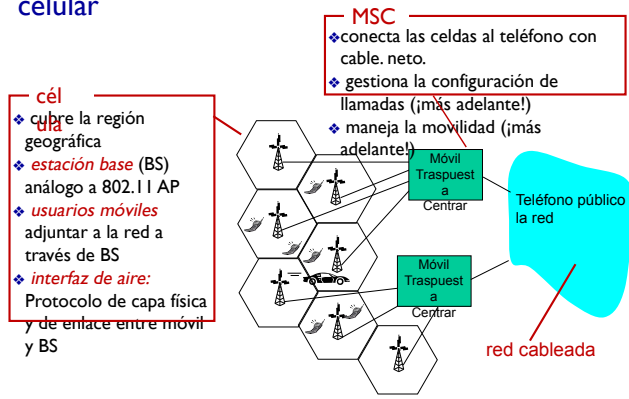 celular
MSC
❖conecta las celdas al teléfono con
cable. neto.
❖ gestiona la configuración de
llamadas (¡más adelante!)
❖ maneja la movilidad (¡más
adelante!)
cél
ula
❖ cubre la región
geográfica
❖ estación base (BS)
análogo a 802.11 AP
❖ usuarios móviles
adjuntar a la red a
través de BS
❖ interfaz de aire:
Protocolo de capa física
y de enlace entre móvil
y BS
Móvil
Traspuest
a
Centrar
Teléfono público
la red
Móvil
Traspuest
a
Centrar
red cableada